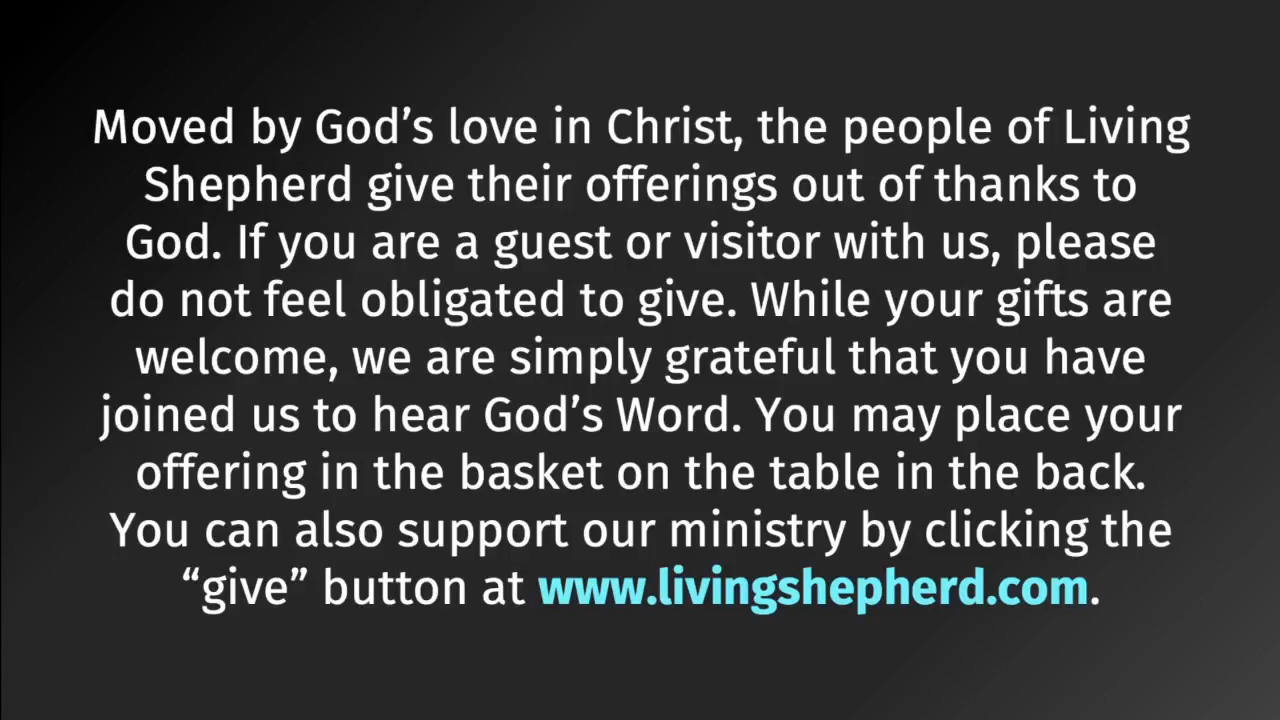 Moved by God’s love in Christ, the people of Living
Shepherd give their offerings out of thanks to
God. If you are a guest or visitor with us, please
do not feel obligated to give. While your gifts are
welcome, we are simply grateful that you have
joined us to hear God’s Word. You may place your
offering in the basket on the table in the back.
You can also support our ministry by clicking the
“give” button at www.livingshepherd.com.